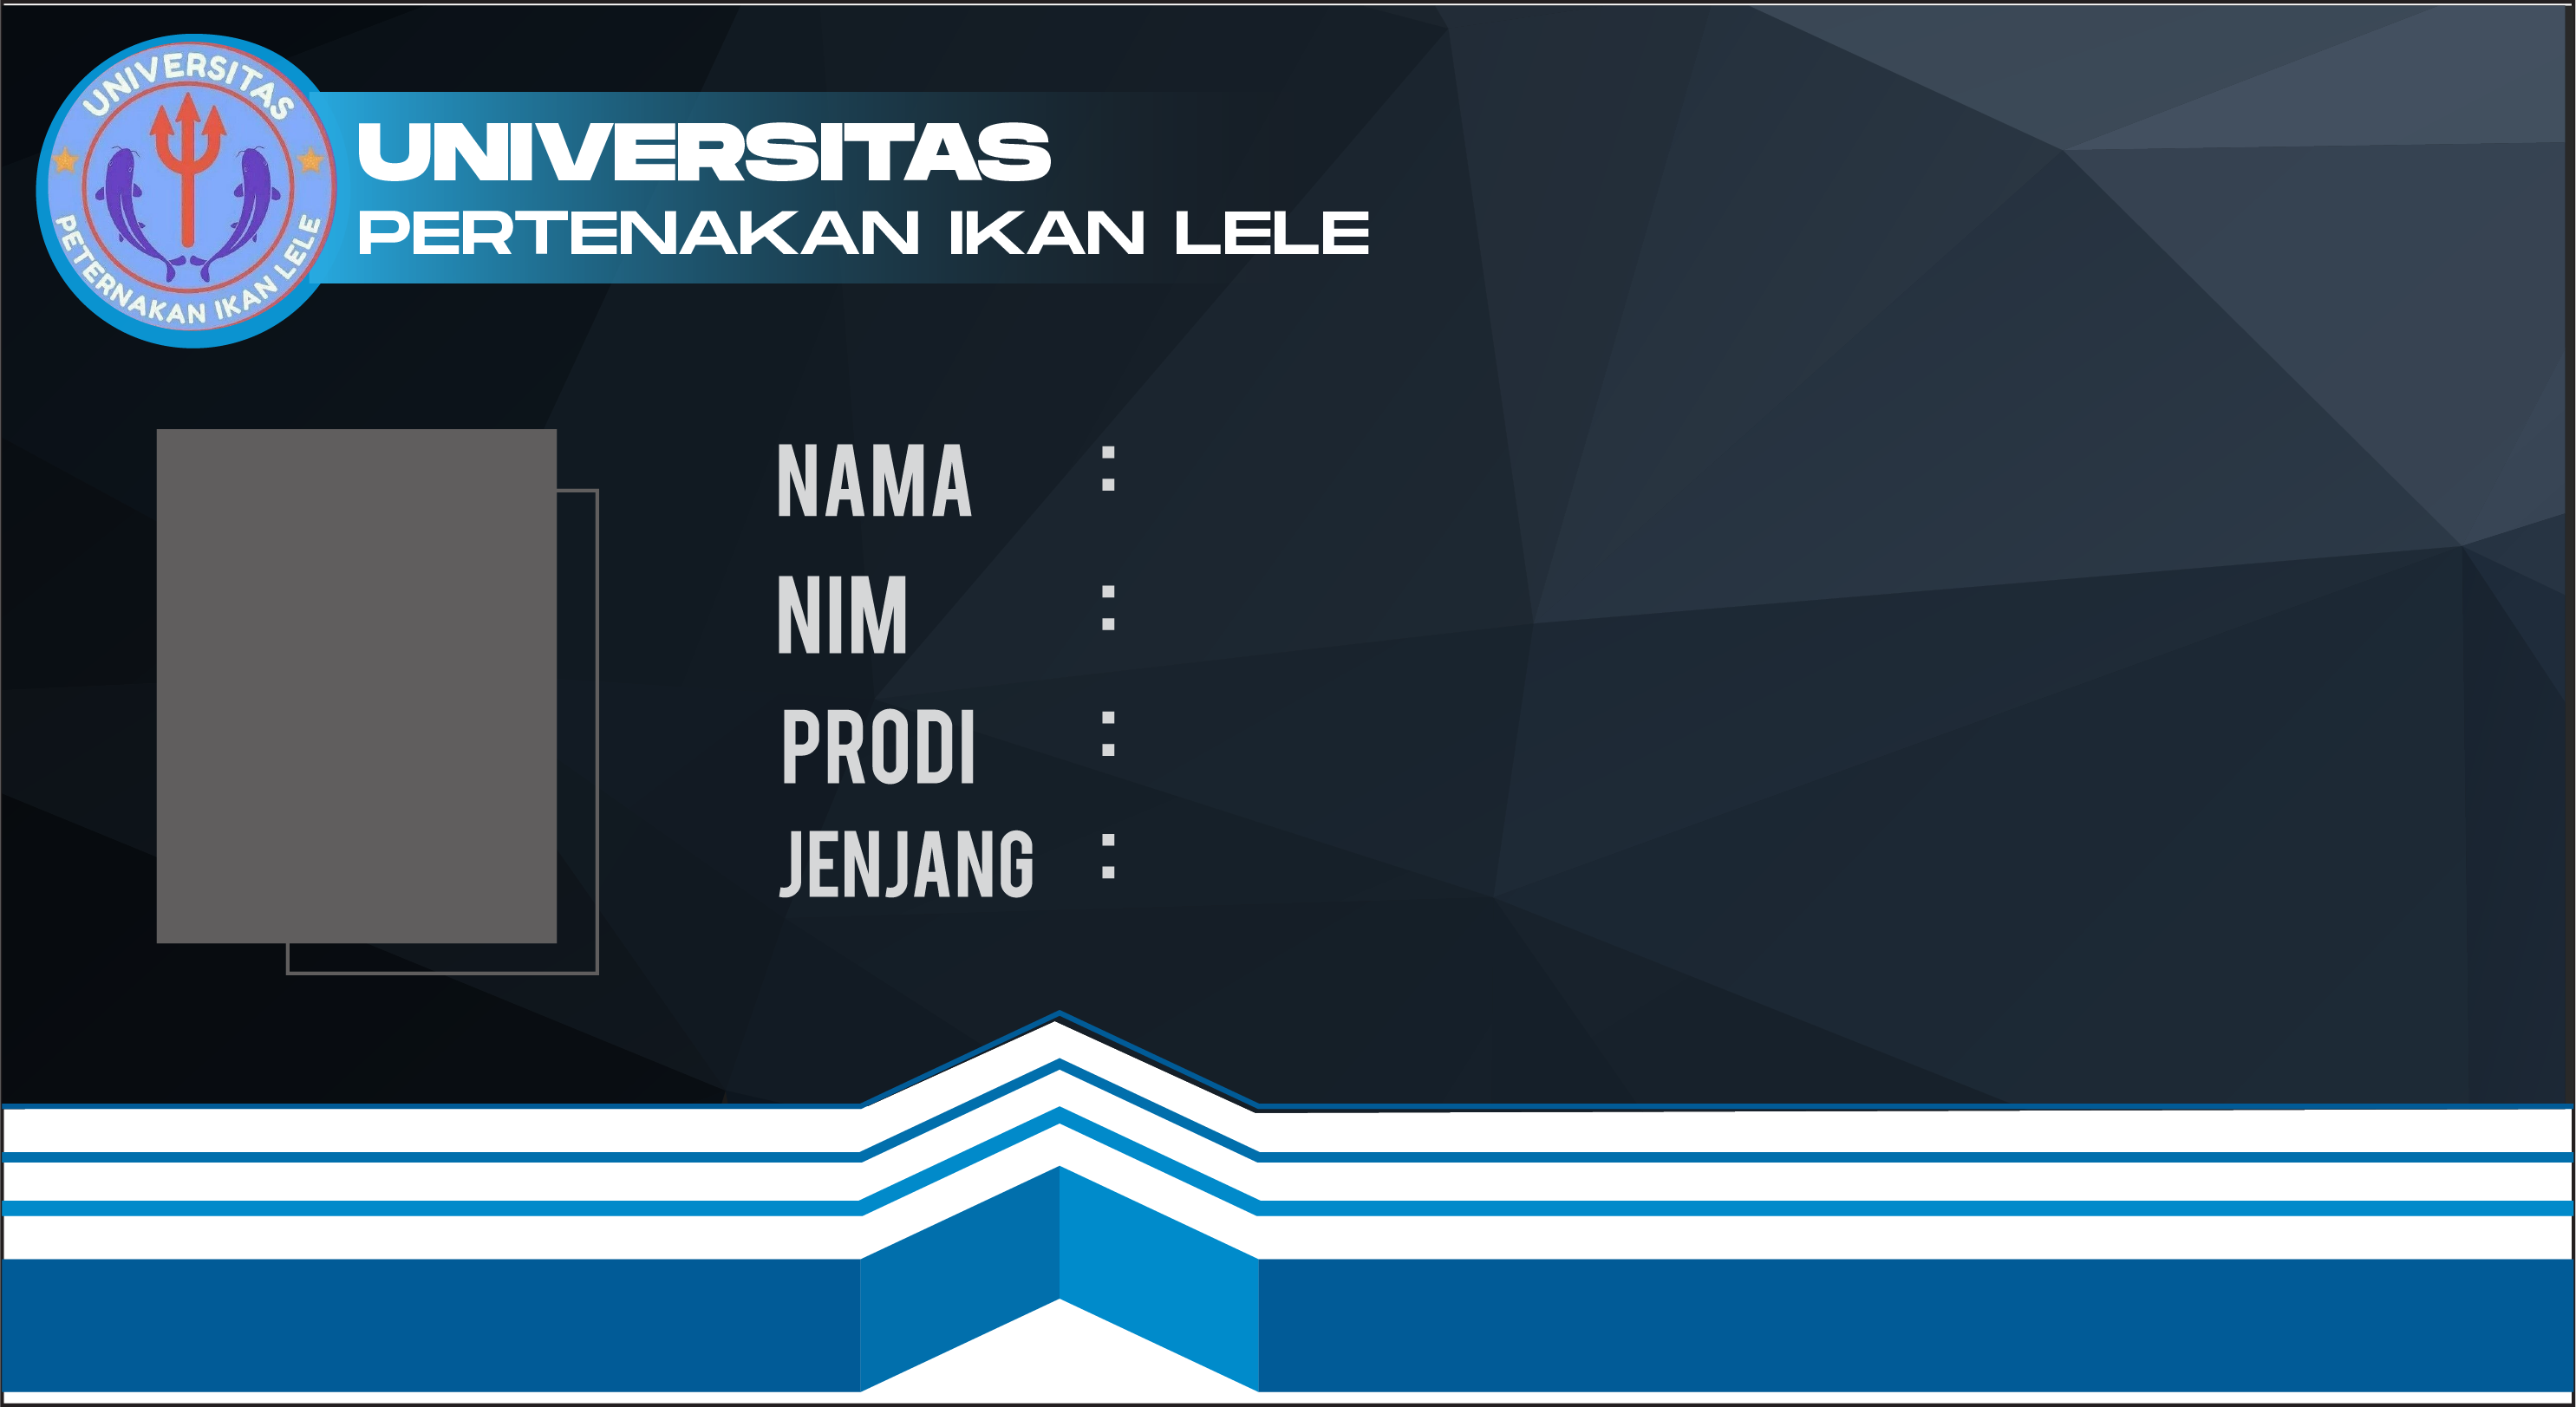 UNIVERSITAS
PETERNAKAN IKAN LELE
UNIVERSITAS
PERTENAKAN IKAN LELE
NAMA :
NIM :
PRODI :
JENJANG :